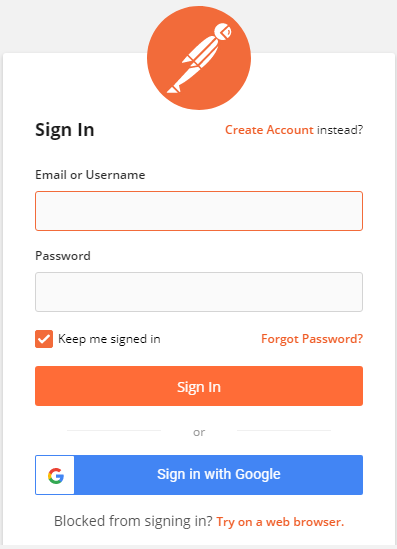 Sign In
Create Account instead?
Email or Username
Password
Keep me signed in
Forgot Password?
Sign In
or
Sign in with Google
Blocked from signing in? Try on a web browser.